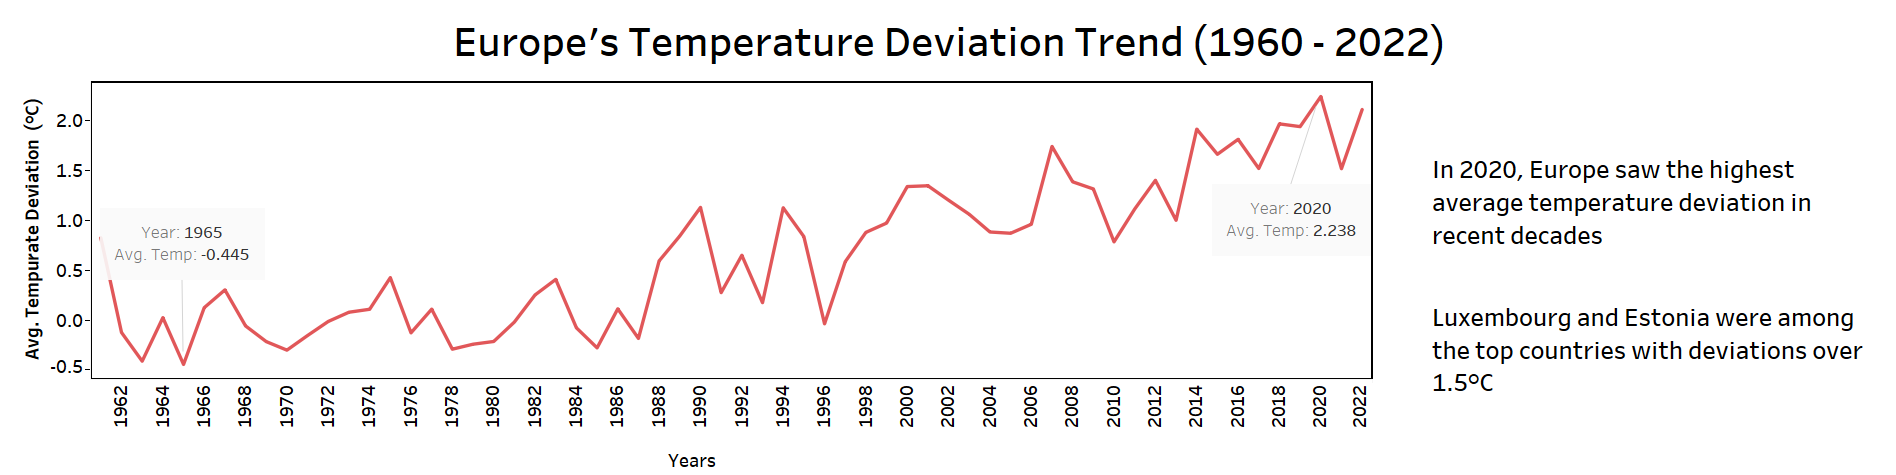 Europe's Temperature Deviation Trend (1960 - 2022)
Avg. Tempurate Deviation (°C)
2.0
1.5
1.0
0.5
0.0
-0.5
Year: 1965
Avg. Temp: -0.445
Year: 2020
Avg. Temp: 2.238
1962
1964
1966
1968
1970
1972
1974
1976
1978
1980
1982
1984
1986
1988
1990
1992
1994
1996
1998
2000
2002
2004
2006
2008
2010
2012
2014
2016
2018
2020
2022
Years
In 2020, Europe saw the highest
average temperature deviation in
recent decades
Luxembourg and Estonia were among
the top countries with deviations over
1.5°C